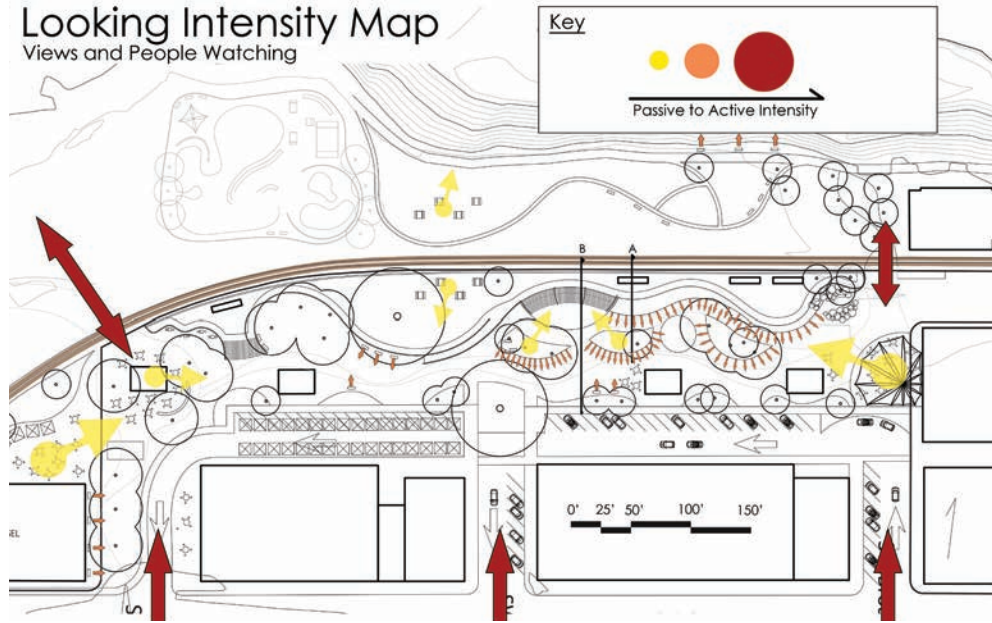 Looking Intensity Map
Views and People Watching
Key
Passive to Active Intensity
B
A
0' 25' 50' 100' 150'